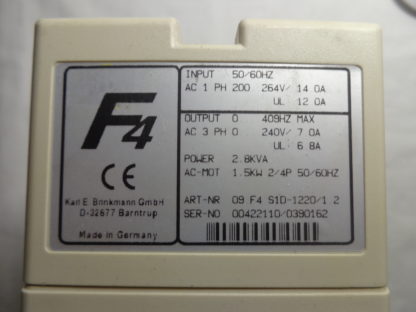 F4
CE
Karl E. Brinkmann GmbH
D-32677 Barntrup
Made in Germany
INPUT 50/60HZ
AC 1 PH 200 264V/ 14.0A
UL 12.0A
OUTPUT 0 409HZ MAX
AC 3 PH 0 240V/ 7.0A
UL 6.8A
POWER 2.8KVA
AC-MOT 1.5KW 2/4P 50/60HZ
ART-NR 09.F4.S1D-1220/1.2
SER-NO 00422110/0390162